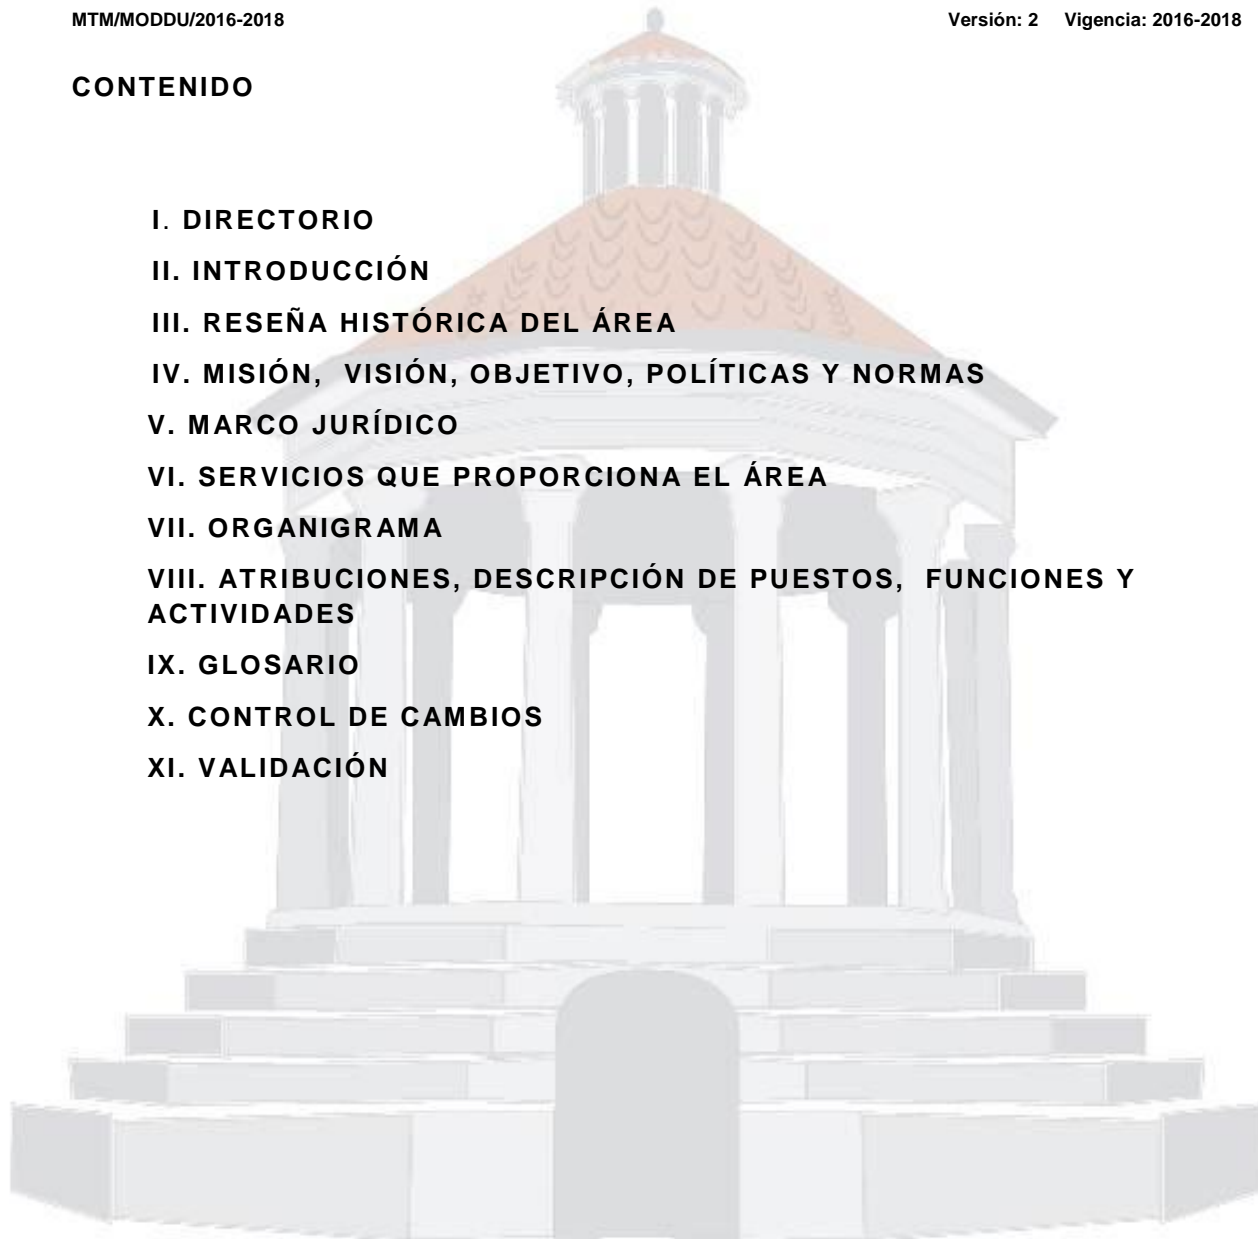 MTM/MODDU/2016-2018 Versión: 2 Vigencia: 2016-2018
CONTENIDO
I. DIRECTORIO
II. INTRODUCCIÓN
III. RESEÑA HISTÓRICA DEL ÁREA
IV. MISIÓN, VISIÓN, OBJETIVO, POLÍTICAS Y NORMAS
V. MARCO JURÍDICO
VI. SERVICIOS QUE PROPORCIONA EL ÁREA
VII. ORGANIGRAMA
VIII. ATRIBUCIONES, DESCRIPCIÓN DE PUESTOS, FUNCIONES Y
ACTIVIDADES
IX. GLOSARIO
X. CONTROL DE CAMBIOS
XI. VALIDACIÓN